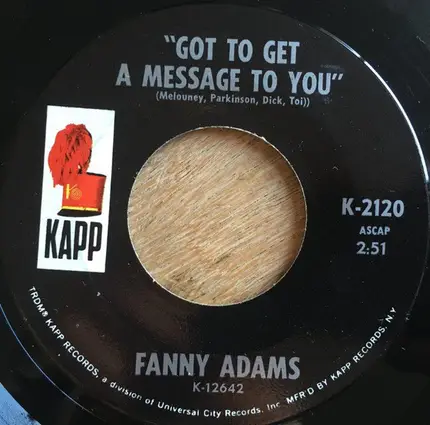 "GOT TO GET
A MESSAGE TO YOU"
(Melouney, Parkinson, Dick, Toi))
KAPP
K-2120
ASCAP
2:51
FANNY ADAMS
K-12642
TRDM® KAPP RECORDS, a division of Universal City Records, Inc. MFR'D BY KAPP RECORDS, N.Y.